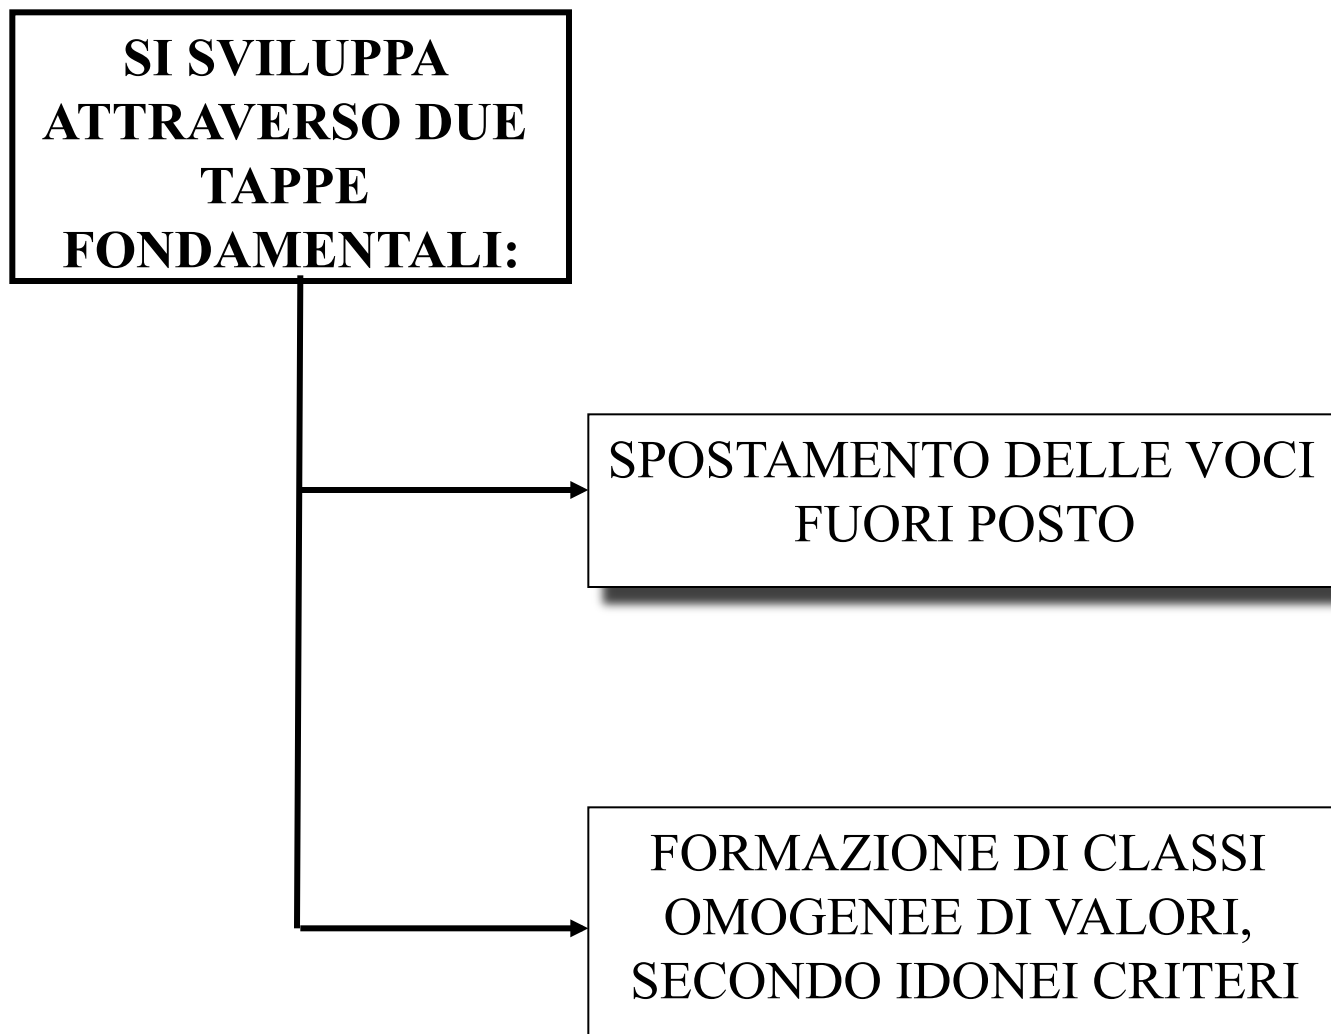 SI SVILUPPA
ATTRAVERSO DUE
TAPPE
FONDAMENTALI:
SPOSTAMENTO DELLE VOCI
FUORI POSTO
FORMAZIONE DI CLASSI
OMOGENEE DI VALORI,
SECONDO IDONEI CRITERI